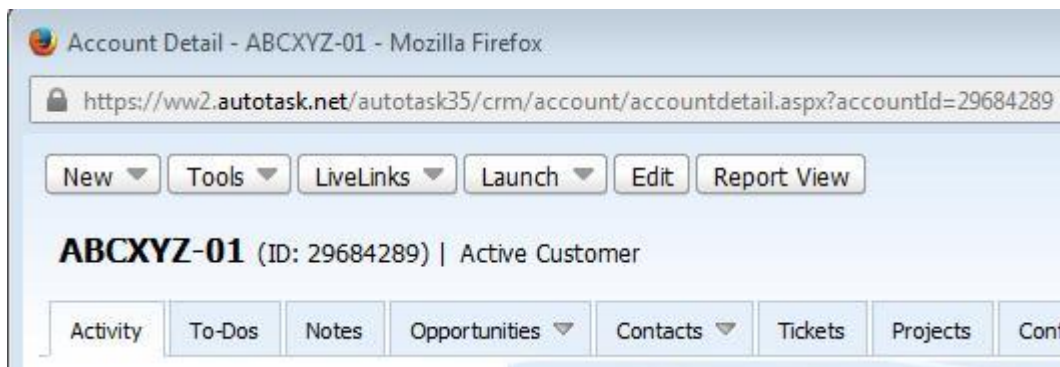 Account Detail - ABCXYZ-01 - Mozilla Firefox
https://ww2.autotask.net/autotask35/crm/account/accountdetail.aspx?accountId=29684289
New Tools LiveLinks Launch Edit Report View
ABCXYZ-01 (ID: 29684289) | Active Customer
Activity To-Dos Notes Opportunities Contacts Tickets Projects